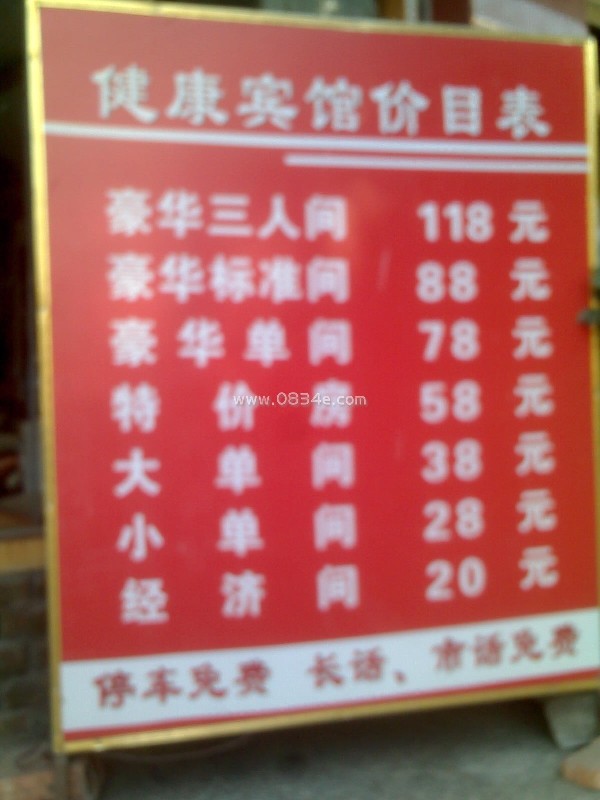 健康宾馆价目表
豪华三人间 118 元
豪华标准间 88 元
豪华单间 78 元
特价房 58 元
www.0834e.com
大单间 38 元
小单间 28 元
经济间 20 元
停车免费 长话、市话免费